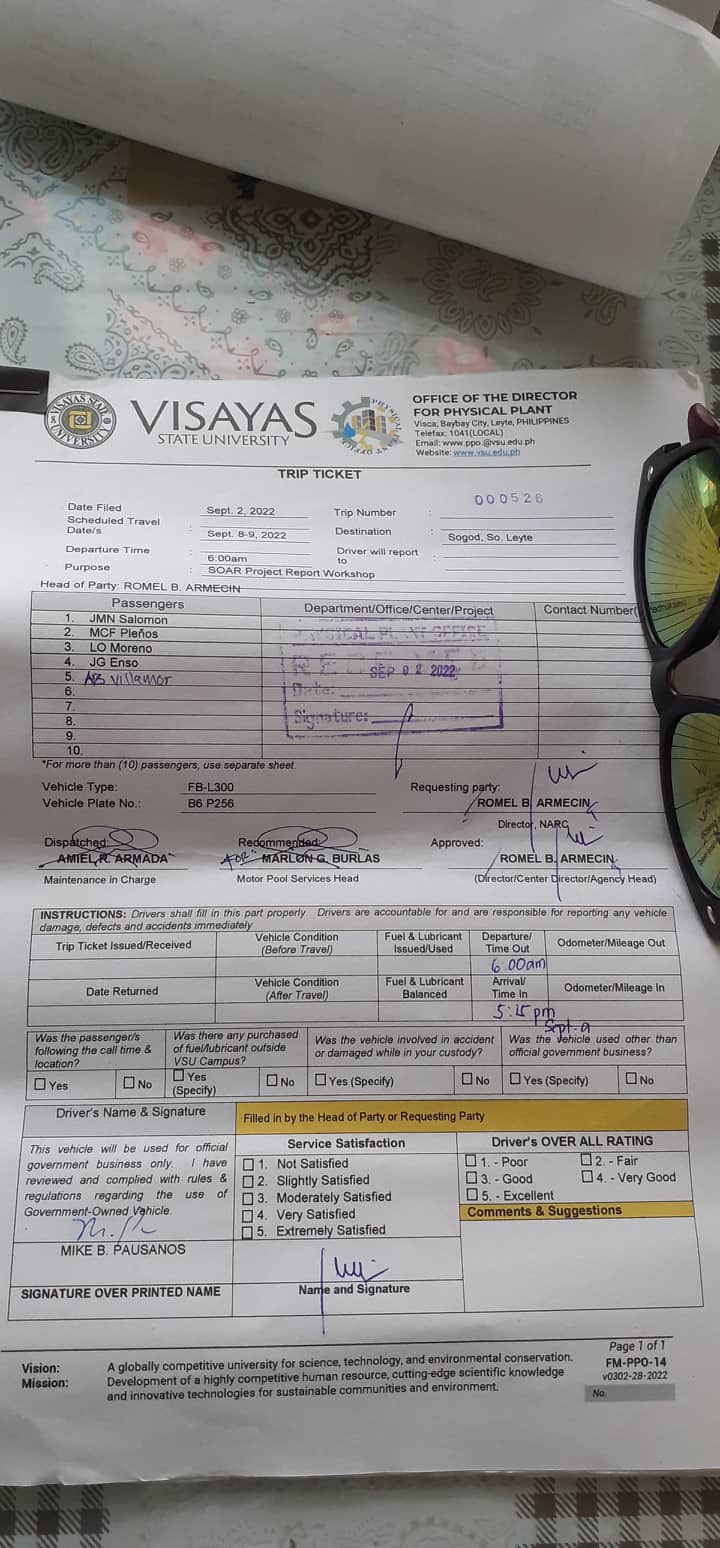 VISAYAS STATE UNIVERSITY
VISAYAS
STATE UNIVERSITY
OFFICE OF THE DIRECTOR
FOR PHYSICAL PLANT
Visca, Baybay City, Leyte, PHILIPPINES
Telefax: 1041(LOCAL)
Email: www.ppo.@vsu.edu.ph
Website: www.vsu.edu.ph
TRIP TICKET
000526
Date Filed : Sept. 2, 2022 Trip Number :
Scheduled Travel Date/s : Sept. 8-9, 2022 Destination : Sogod, So. Leyte
Departure Time : 6:00am Driver will report to :
Purpose : SOAR Project Report Workshop
Head of Party: ROMEL B. ARMECIN
Passengers Department/Office/Center/Project Contact Number(
1. JMN Salomon
2. MCF Pleños
3. LO Moreno
4. JG Enso
5. AB Villamor
6.
7.
8.
9.
10.
PHYSICAL PLANT OFFICE
RECEIVED
SEP 02 2022
Date:
Signature:
*For more than (10) passengers, use separate sheet.
Vehicle Type: FB-L300 Requesting party:
Vehicle Plate No.: B6 P256 ROMEL B. ARMECIN
Director, NARC
Dispatched: Recommended: Approved:
AMIEL R. ARMADA for MARLON G. BURLAS ROMEL B. ARMECIN
Maintenance in Charge Motor Pool Services Head (Director/Center Director/Agency Head)
INSTRUCTIONS: Drivers shall fill in this part properly. Drivers are accountable for and are responsible for reporting any vehicle
damage, defects and accidents immediately
Trip Ticket Issued/Received Vehicle Condition (Before Travel) Fuel & Lubricant Issued/Used Departure/ Time Out Odometer/Mileage Out
6:00am
Date Returned Vehicle Condition (After Travel) Fuel & Lubricant Balanced Arrival/ Time In Odometer/Mileage In
5:15 pm
Sept. 9
Was the passenger/s following the call time & location? Was there any purchased of fuel/lubricant outside VSU Campus? Was the vehicle involved in accident or damaged while in your custody? Was the vehicle used other than official government business?
Yes No Yes (Specify) No Yes (Specify) No Yes (Specify) No
Driver's Name & Signature Filled in by the Head of Party or Requesting Party
Service Satisfaction Driver's OVER ALL RATING
This vehicle will be used for official
government business only. I have
reviewed and complied with rules &
regulations regarding the use of
Government-Owned Vehicle.
1. Not Satisfied
2. Slightly Satisfied
3. Moderately Satisfied
4. Very Satisfied
5. Extremely Satisfied
1. - Poor 2. - Fair
3. - Good 4. - Very Good
5. - Excellent
Comments & Suggestions
MIKE B. PAUSANOS
SIGNATURE OVER PRINTED NAME Name and Signature
Page 1 of 1
Vision: A globally competitive university for science, technology, and environmental conservation.
Mission: Development of a highly competitive human resource, cutting-edge scientific knowledge
and innovative technologies for sustainable communities and environment.
FM-PPO-14
v0302-28-2022
No.